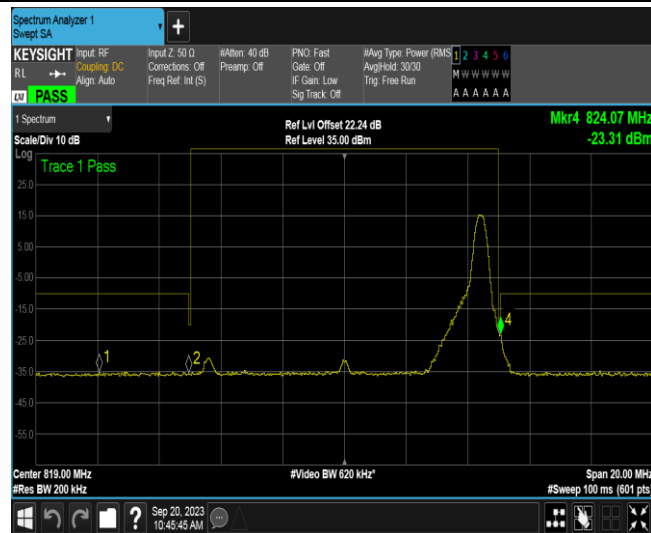 Spectrum Analyzer 1
Swept SA
+
KEYSIGHT
RL
LXI PASS
Input: RF
Coupling: DC
Align: Auto
Input Z: 50 Ω
Corrections: Off
Freq Ref: Int (S)
#Atten: 40 dB
Preamp: Off
PNO: Fast
Gate: Off
IF Gain: Low
Sig Track: Off
#Avg Type: Power (RMS
Avg|Hold: 30/30
Trig: Free Run
1 2 3 4 5 6
M W W W W W
A A A A A A
1 Spectrum
Scale/Div 10 dB
Ref Lvl Offset 22.24 dB
Ref Level 35.00 dBm
Mkr4 824.07 MHz
-23.31 dBm
Log
Trace 1 Pass
25.0
15.0
5.00
-5.00
-15.0
-25.0
-35.0
-45.0
-55.0
1
2
4
Center 819.00 MHz
#Res BW 200 kHz
#Video BW 620 kHz*
Span 20.00 MHz
#Sweep 100 ms (601 pts)
?
Sep 20, 2023
10:45:45 AM